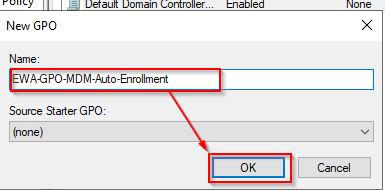 Policy
Default Domain Controller...
Enabled
None
New GPO
Name:
EWA-GPO-MDM-Auto-Enrollment
Source Starter GPO:
(none)
OK
Cancel